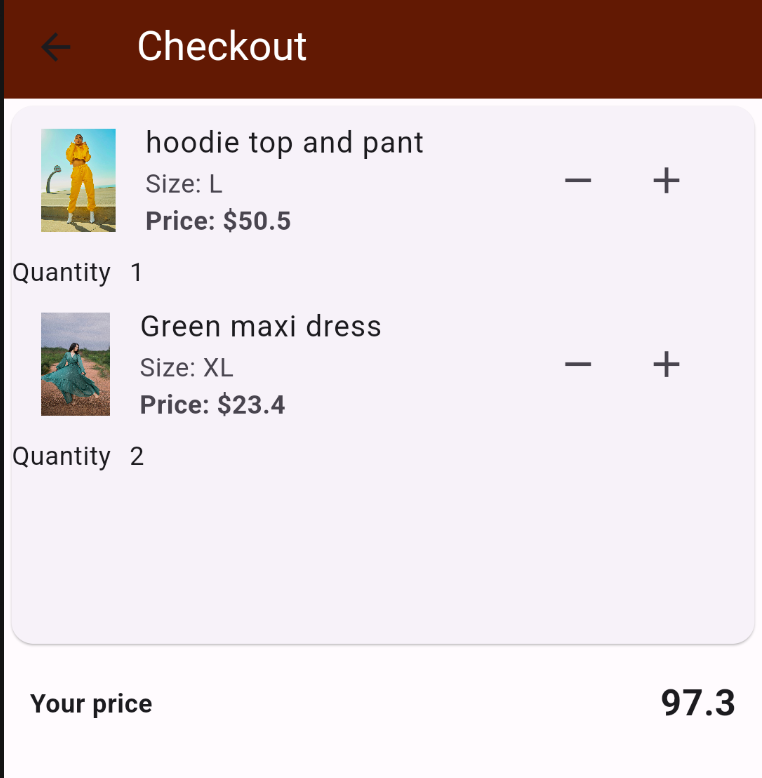 Checkout
hoodie top and pant
Size: L
Price: $50.5
Quantity 1
Green maxi dress
Size: XL
Price: $23.4
Quantity 2
Your price 97.3